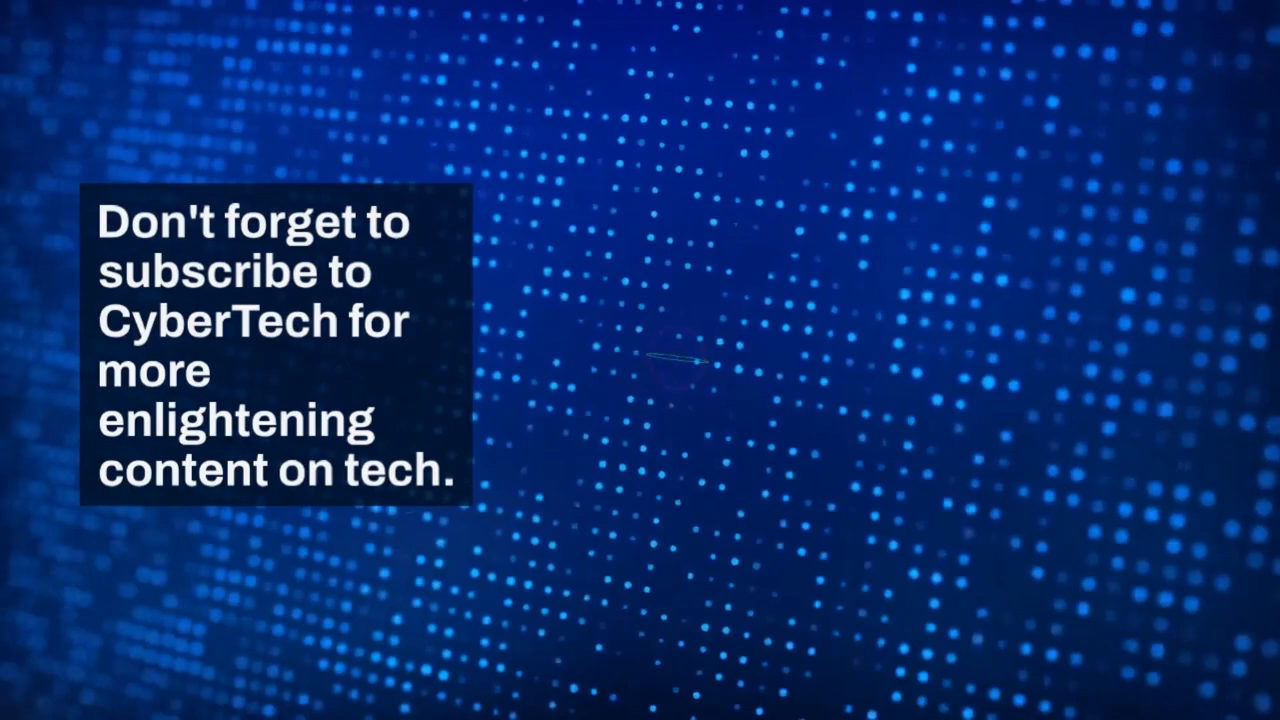 Don't forget to
subscribe to
CyberTech for
more
enlightening
content on tech.